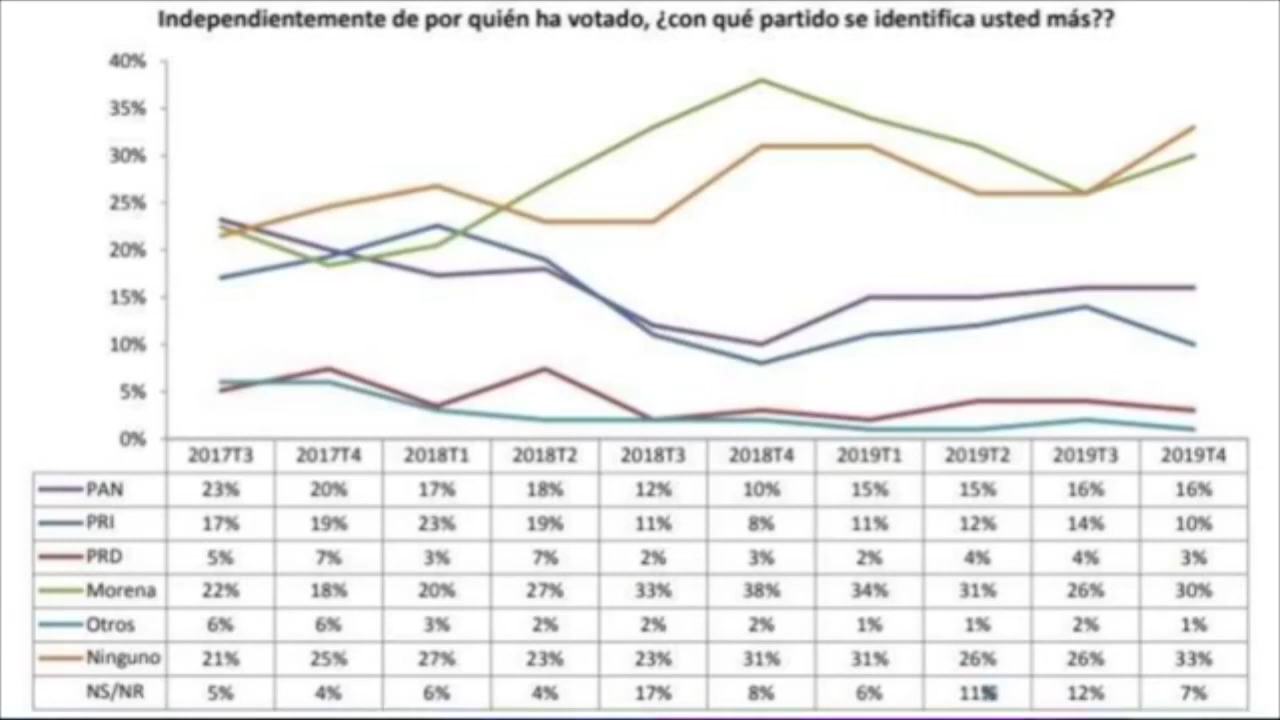 Independientemente de por quién ha votado, ¿con qué partido se identifica usted más??
40%
35%
30%
25%
20%
15%
10%
5%
0%
2017T3 2017T4 2018T1 2018T2 2018T3 2018T4 2019T1 2019T2 2019T3 2019T4
PAN 23% 20% 17% 18% 12% 10% 15% 15% 16% 16%
PRI 17% 19% 23% 19% 11% 8% 11% 12% 14% 10%
PRD 5% 7% 3% 7% 2% 3% 2% 4% 4% 3%
Morena 22% 18% 20% 27% 33% 38% 34% 31% 26% 30%
Otros 6% 6% 3% 2% 2% 2% 1% 1% 2% 1%
Ninguno 21% 25% 27% 23% 23% 31% 31% 26% 26% 33%
NS/NR 5% 4% 6% 4% 17% 8% 6% 11% 12% 7%